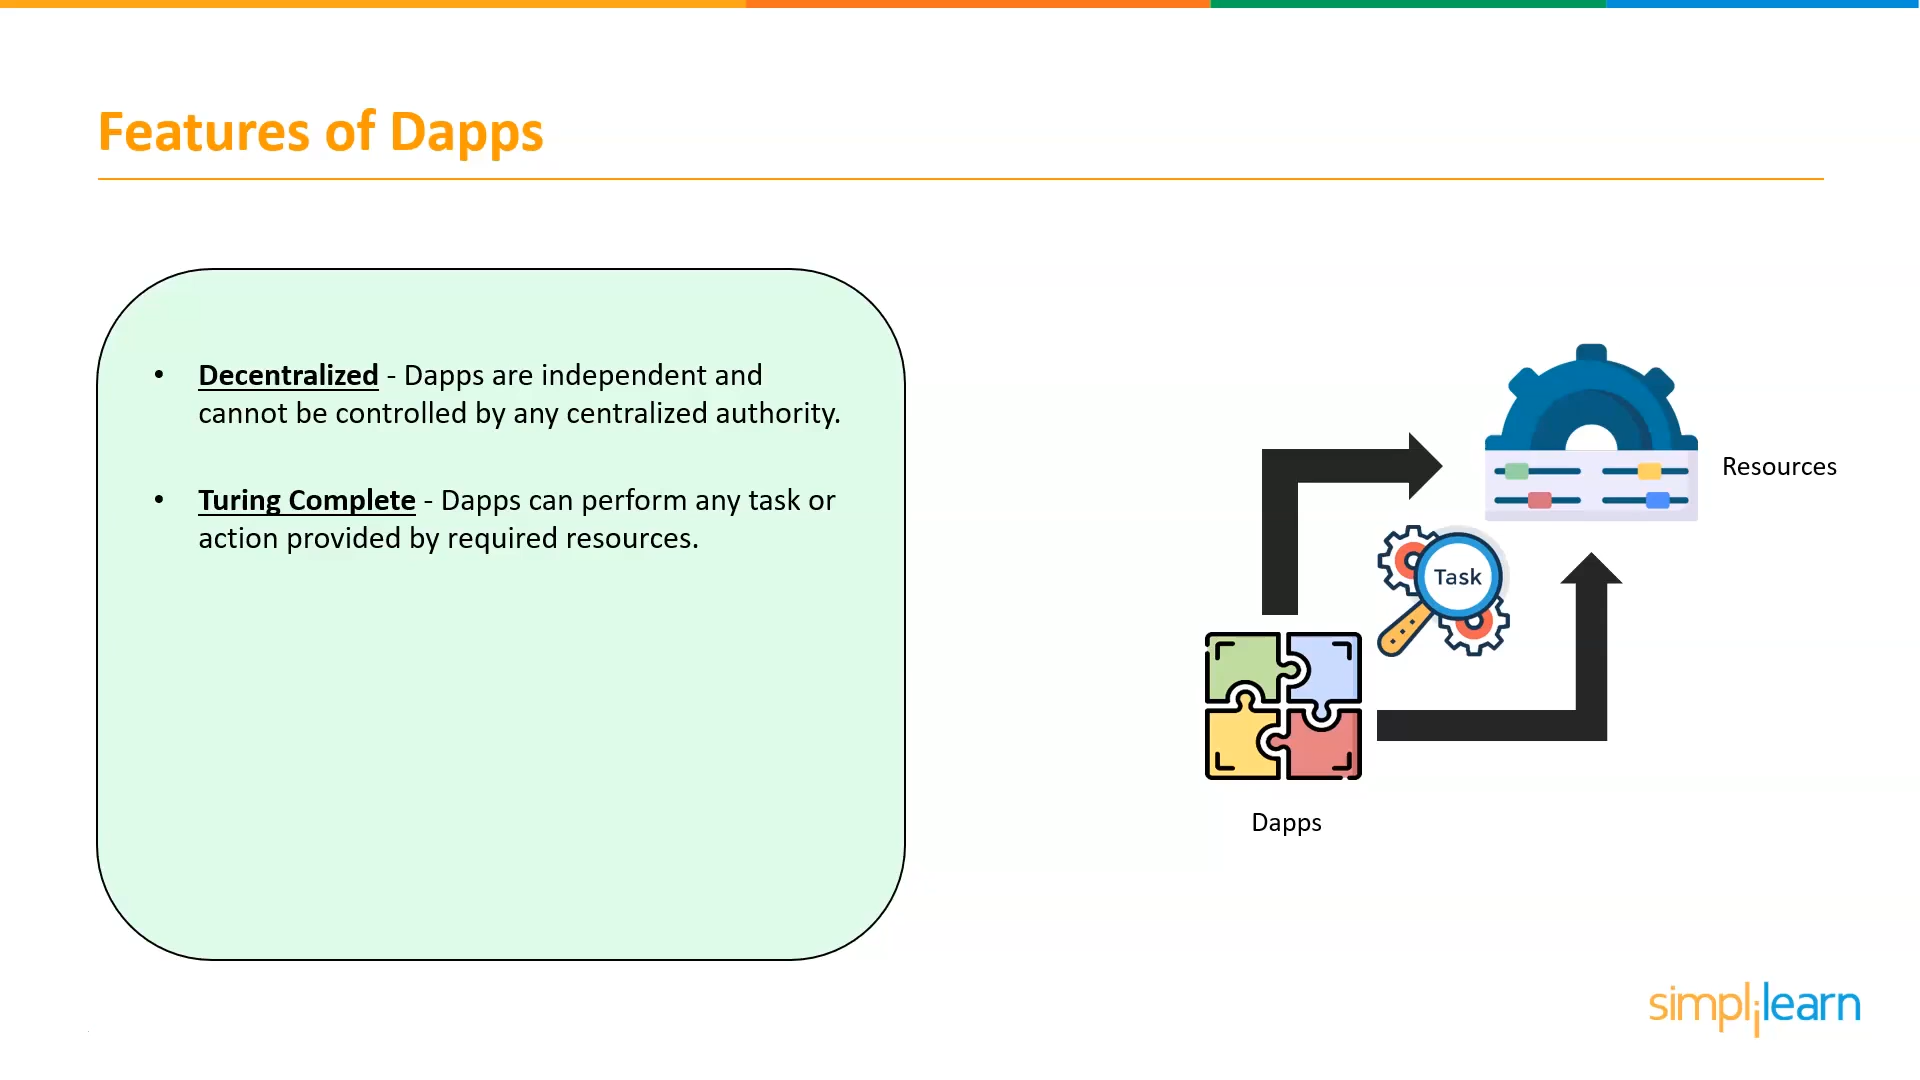 Features of Dapps
• Decentralized - Dapps are independent and
cannot be controlled by any centralized authority.
• Turing Complete - Dapps can perform any task or
action provided by required resources.
Resources
Task
Dapps
simplilearn